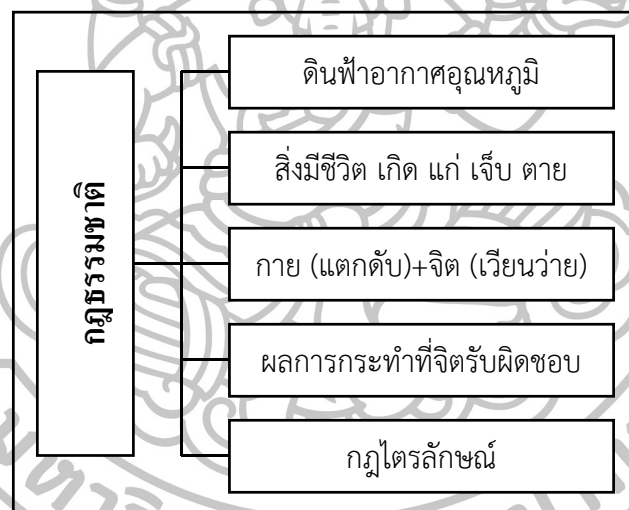 กฎธรรมชาติ
ดินฟ้าอากาศอุณหภูมิ
สิ่งมีชีวิต เกิด แก่ เจ็บ ตาย
กาย (แตกดับ)+จิต (เวียนว่าย)
ผลการกระทำที่จิตรับผิดชอบ
กฎไตรลักษณ์